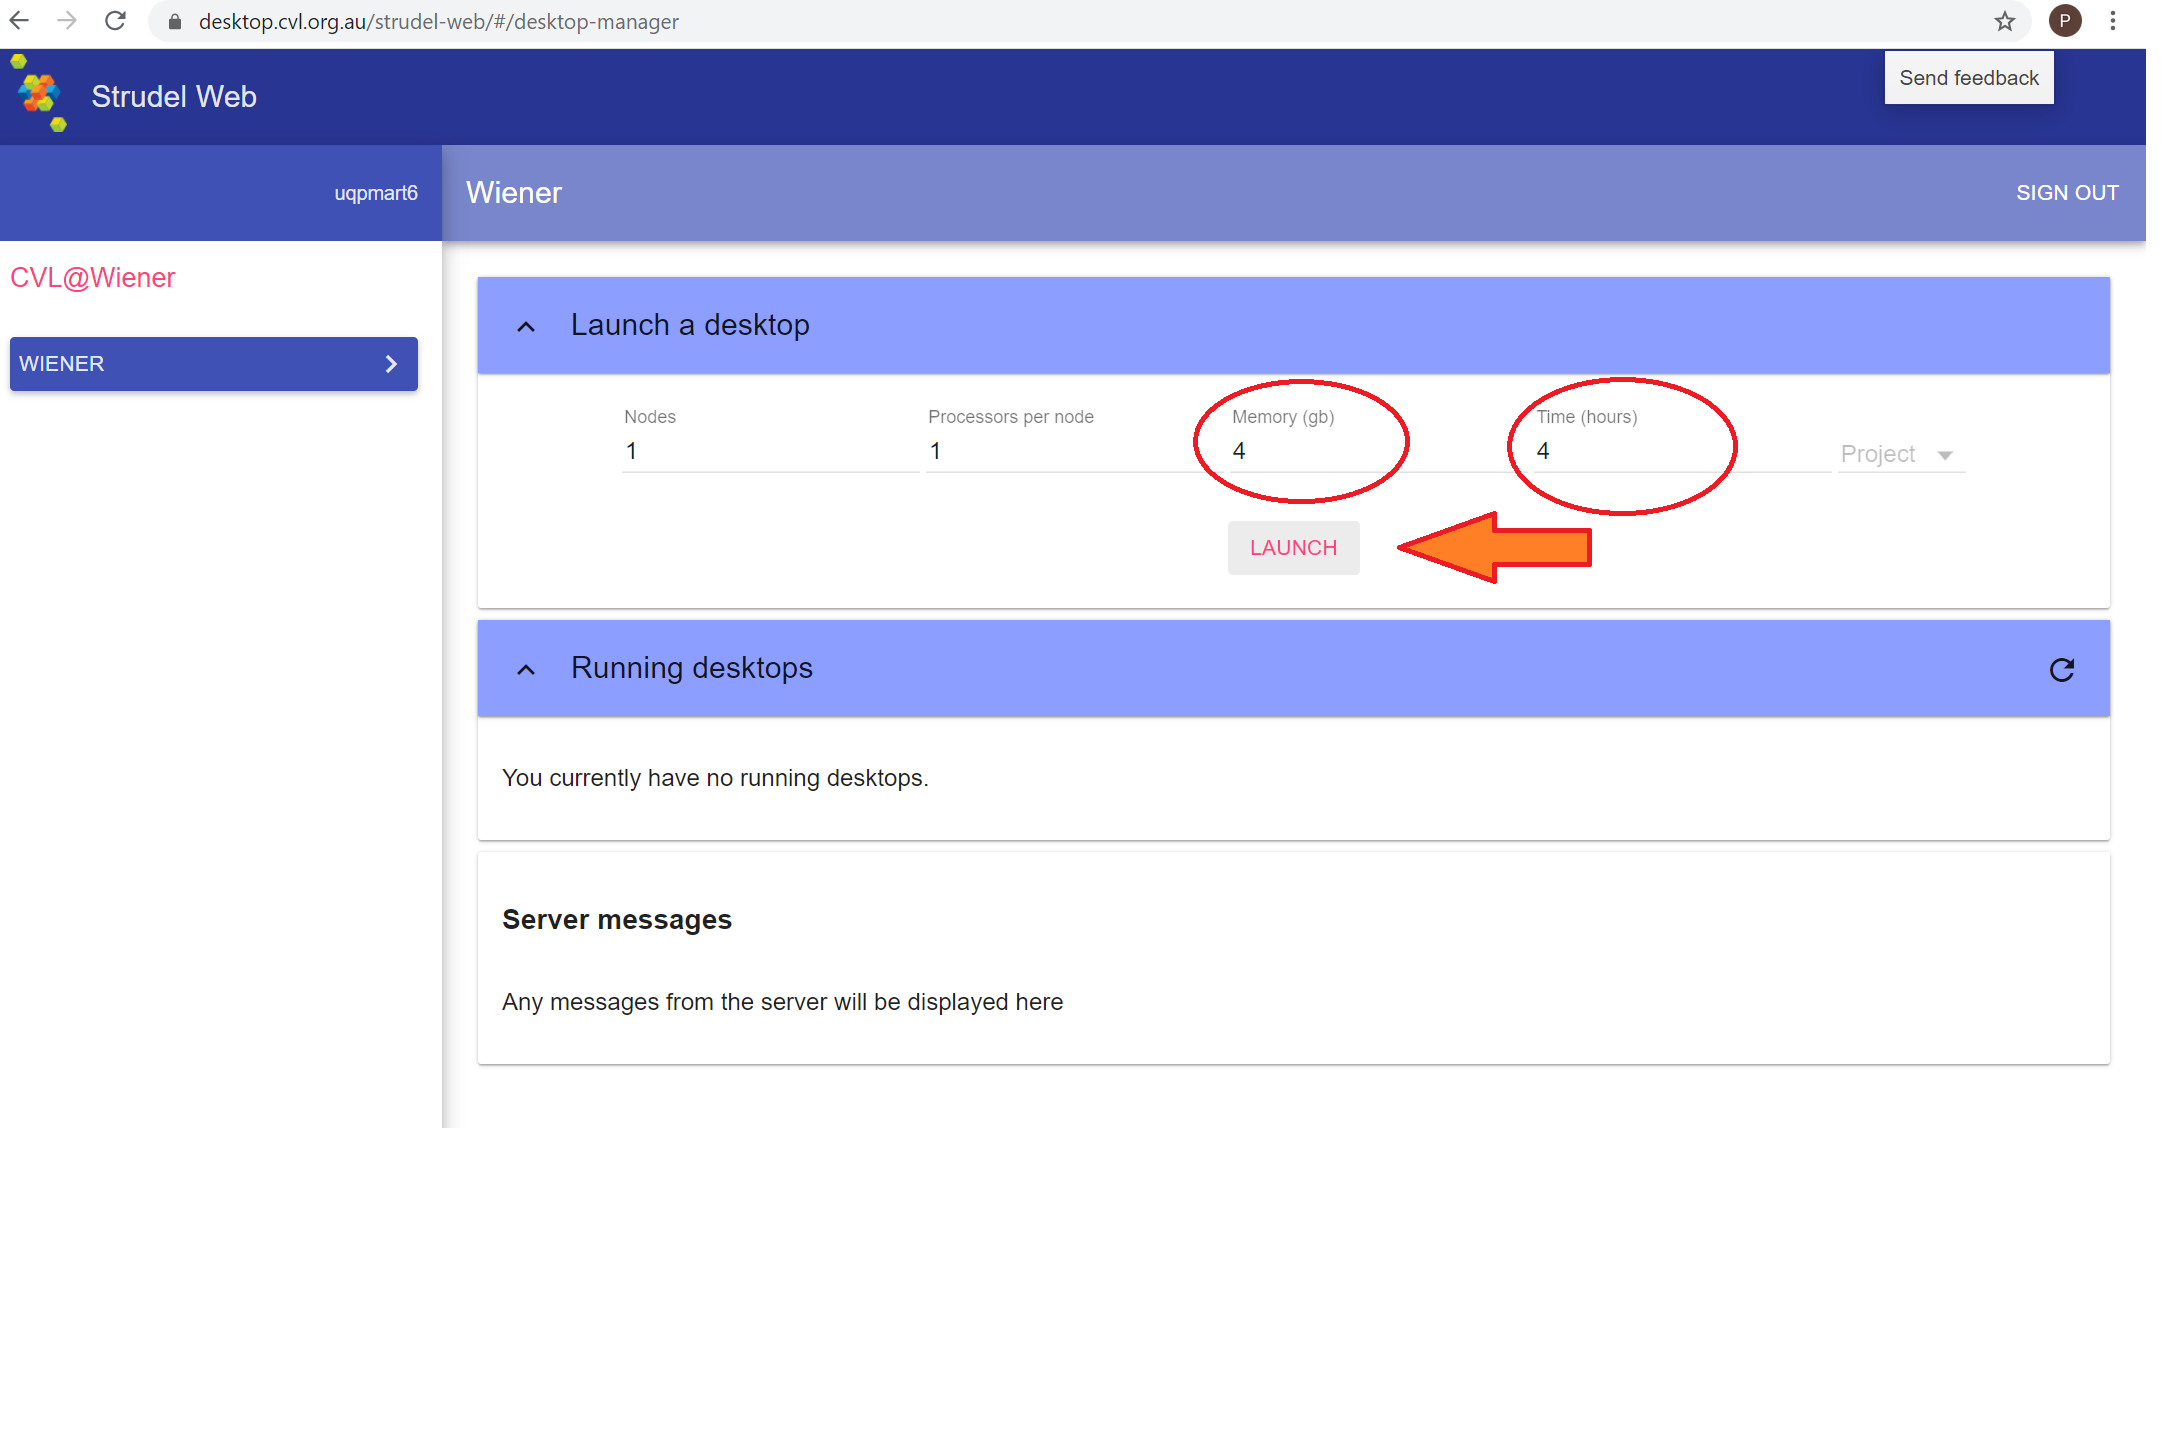 desktop.cvl.org.au/strudel-web/#/desktop-manager
P
Strudel Web
Send feedback
uqpmart6
Wiener
SIGN OUT
CVL@Wiener
WIENER
Launch a desktop
Nodes
1
Processors per node
1
Memory (gb)
4
Time (hours)
4
Project
LAUNCH
Running desktops
You currently have no running desktops.
Server messages
Any messages from the server will be displayed here